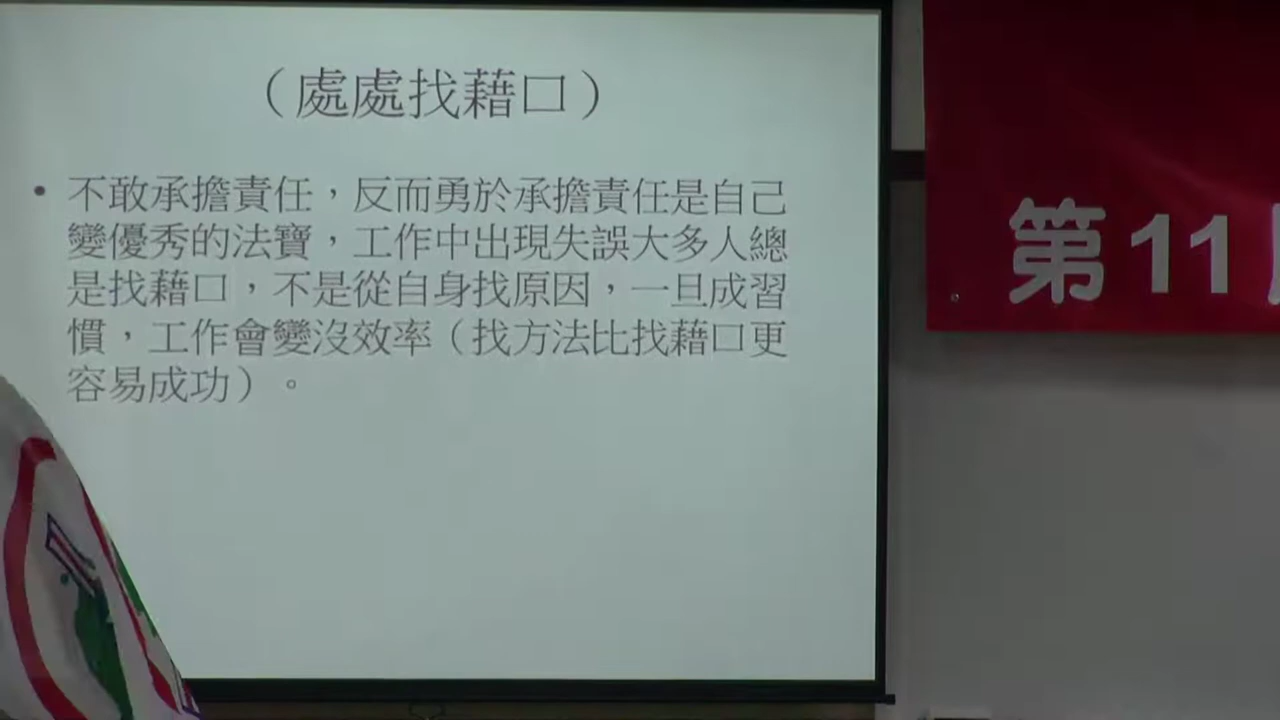 （處處找藉口）
• 不敢承擔責任，反而勇於承擔責任是自己
變優秀的法寶，工作中出現失誤大多人總
是找藉口，不是從自身找原因，一旦成習
慣，工作會變沒效率（找方法比找藉口更
容易成功）。
第11